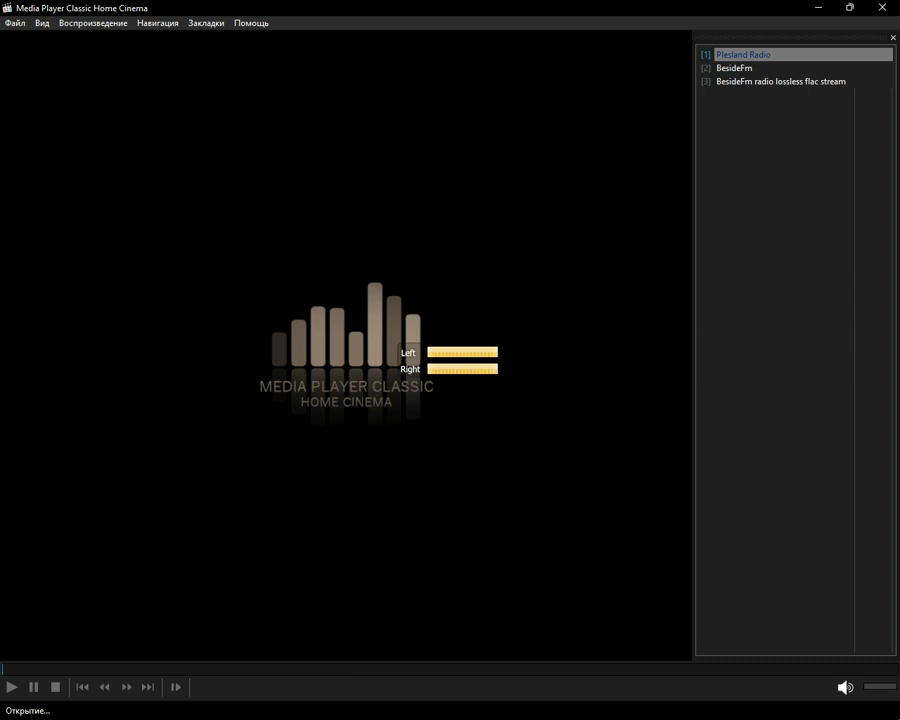 Media Player Classic Home Cinema
Файл Вид Воспроизведение Навигация Закладки Помощь
[1] Plesland Radio
[2] BesideFm
[3] BesideFm radio lossless flac stream
Left
Right
MEDIA PLAYER CLASSIC
HOME CINEMA
Открытие...